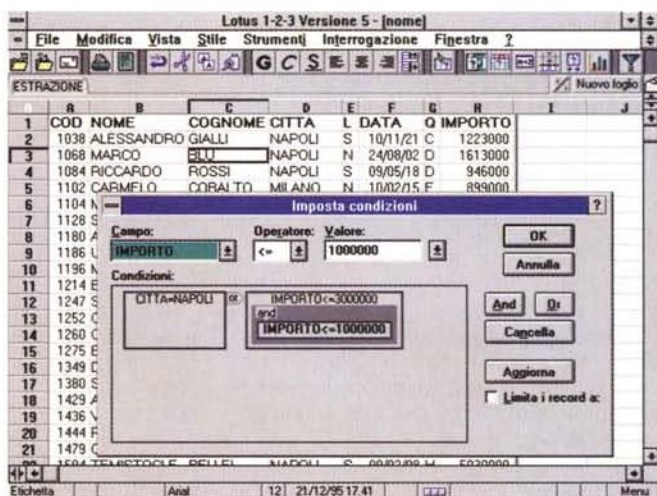 Lotus 1-2-3 Versione 5 - [nome]
File Modifica Vista Stile Strumenti Interrogazione Finestra ?
G C S
ESTRAZIONE Nuovo foglio
A B C D E F G H I J
1 COD NOME COGNOME CITTA L DATA Q IMPORTO
2 1038 ALESSANDRO GIALLI NAPOLI S 10/11/21 C 1223000
3 1068 MARCO BLU NAPOLI N 24/08/02 D 1613000
4 1084 RICCARDO ROSSI NAPOLI S 09/05/18 D 946000
5 1102 CARMELO COBALTO MILANO N 10/02/15 E 899000
6 1104
7 1128 S
8 1180 A
9 1186
10 1196
11 1214
12 1247 S
13 1252
14 1260
15 1275
16 1349
17 1380 S
18 1429 A
19 1436 V
20 1444 F
21 1479
TEMISTOCLE NAPOLI
Imposta condizioni ?
Campo: Operatore: Valore:
IMPORTO <= 1000000
OK
Annulla
Condizioni:
CITTA=NAPOLI or IMPORTO<=3000000
and
IMPORTO<=1000000
And Or
Cancella
Aggiorna
Limita i record a:
Etichetta Arial 12 21/12/95 17.41 Menu